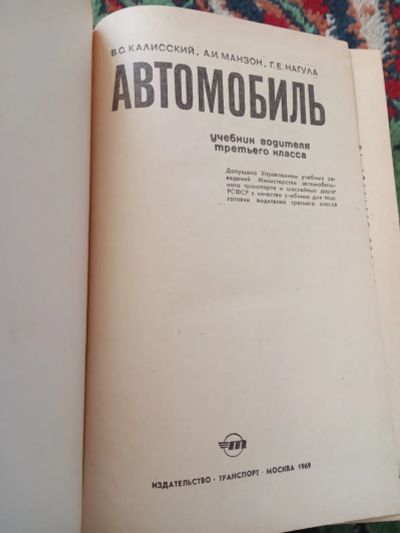 В.С. КАЛИССКИЙ, А.И. МАНЗОН, Г.Е. НАГУЛА
АВТОМОБИЛЬ
учебник водителя
третьего класса
Допущено Управлением учебных за-
ведений Министерства автомобиль-
ного транспорта и шоссейных дорог
РСФСР в качестве учебника для под-
готовки водителей третьего класса
ИЗДАТЕЛЬСТВО · ТРАНСПОРТ · МОСКВА 1969